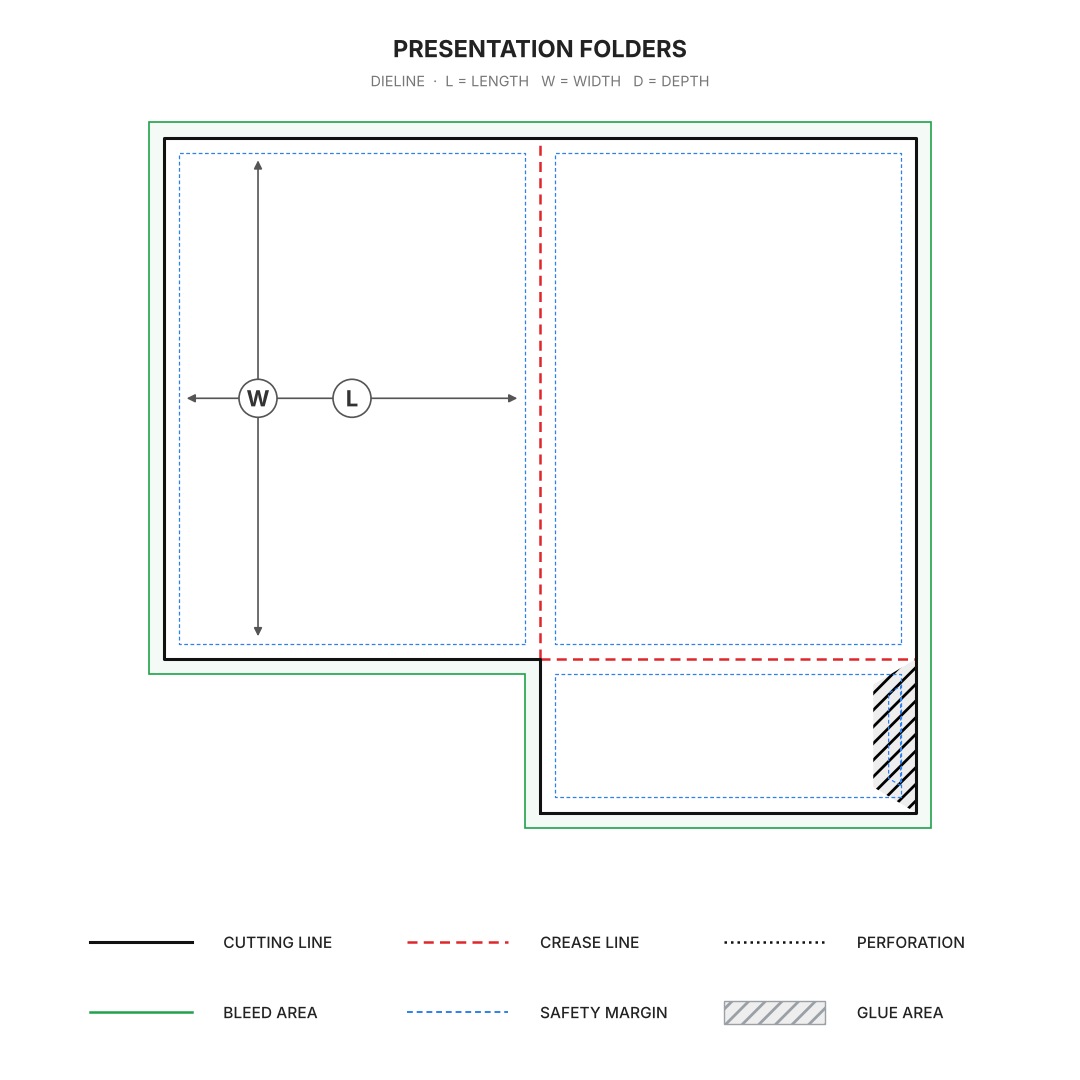 PRESENTATION FOLDERS
DIELINE · L = LENGTH W = WIDTH D = DEPTH
W
L
CUTTING LINE
CREASE LINE
PERFORATION
BLEED AREA
SAFETY MARGIN
GLUE AREA